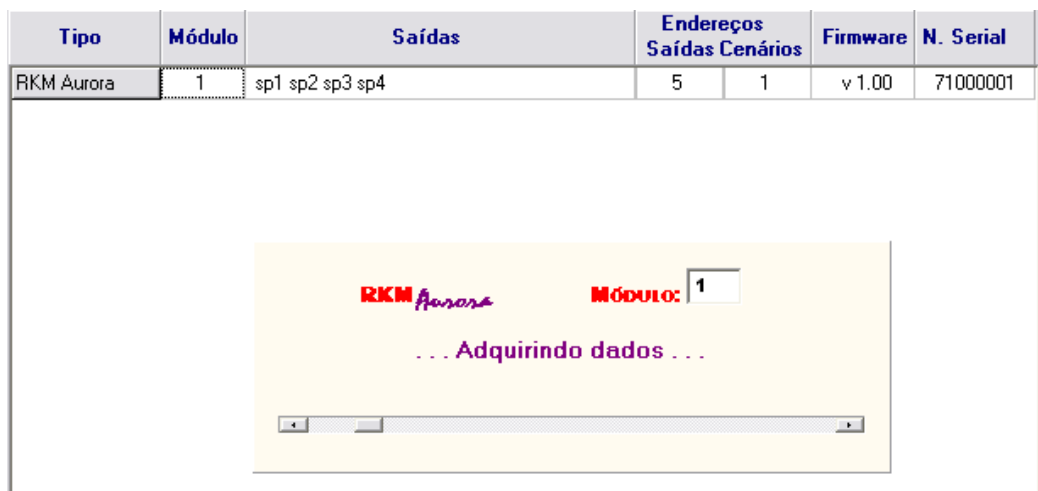 Tipo Módulo Saídas Endereços Saídas Cenários Firmware N. Serial
RKM Aurora 1 sp1 sp2 sp3 sp4 5 1 v 1.00 71000001
RKM Aurora Módulo: 1
. . . Adquirindo dados . . .